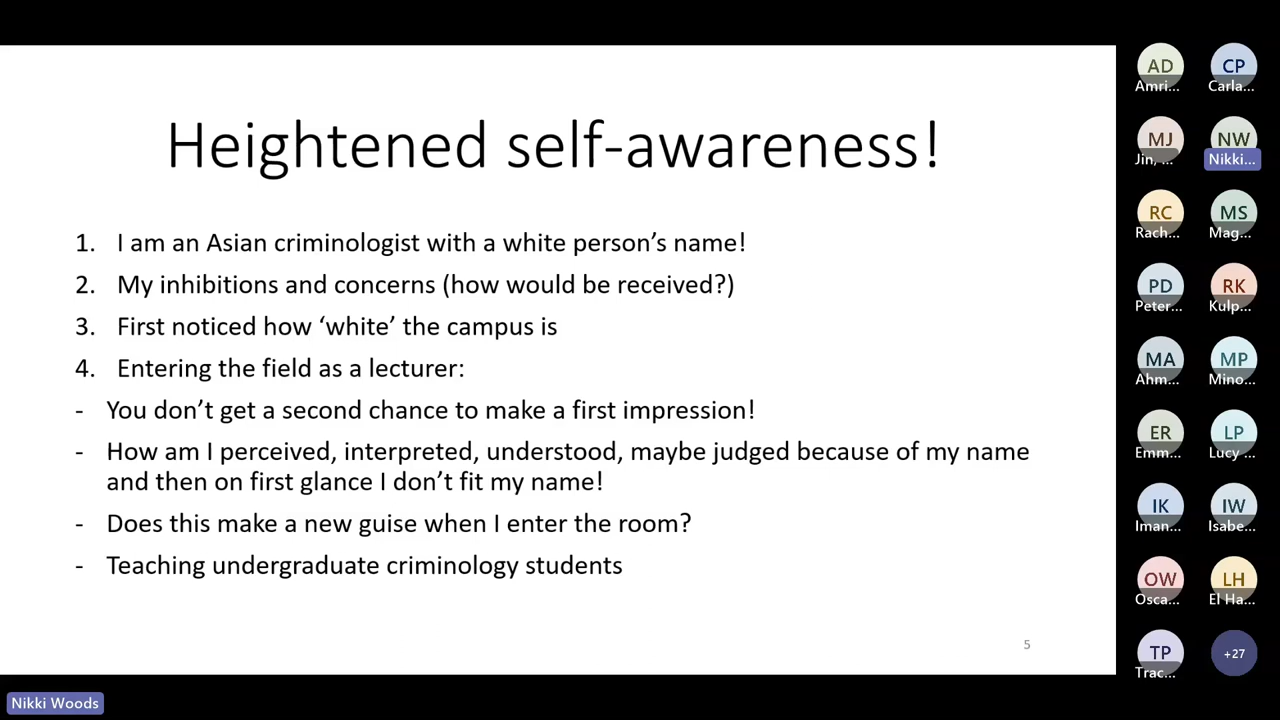 Heightened self-awareness!
1. I am an Asian criminologist with a white person’s name!
2. My inhibitions and concerns (how would be received?)
3. First noticed how ‘white’ the campus is
4. Entering the field as a lecturer:
- You don’t get a second chance to make a first impression!
- How am I perceived, interpreted, understood, maybe judged because of my name
and then on first glance I don’t fit my name!
- Does this make a new guise when I enter the room?
- Teaching undergraduate criminology students
5
AD CP
Amri... Carla...
MJ NW
Jin, ... Nikki...
RC MS
Rach... Mag...
PD RK
Peter... Kulp...
MA MP
Ahm... Mino...
ER LP
Emm... Lucy ...
IK IW
Iman... Isabe...
OW LH
Osca... El Ha...
TP +27
Trac...
Nikki Woods